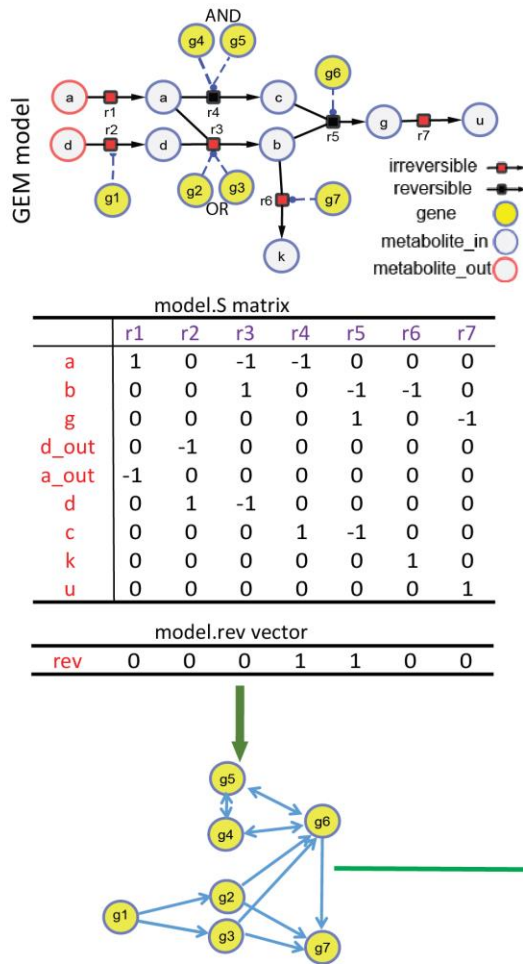 GEM model
AND
g4 g5
g6
a a c
r1 r4
g u
r5 r7
d r2 d r3 b
g1
g2 g3
OR
r6 g7
k
irreversible
reversible
gene
metabolite_in
metabolite_out
model.S matrix
r1 r2 r3 r4 r5 r6 r7
a 1 0 -1 -1 0 0 0
b 0 0 1 0 -1 -1 0
g 0 0 0 0 1 0 -1
d_out 0 -1 0 0 0 0 0
a_out -1 0 0 0 0 0 0
d 0 1 -1 0 0 0 0
c 0 0 0 1 -1 0 0
k 0 0 0 0 0 1 0
u 0 0 0 0 0 0 1
model.rev vector
rev 0 0 0 1 1 0 0
g5
g4 g6
g2
g1
g3 g7